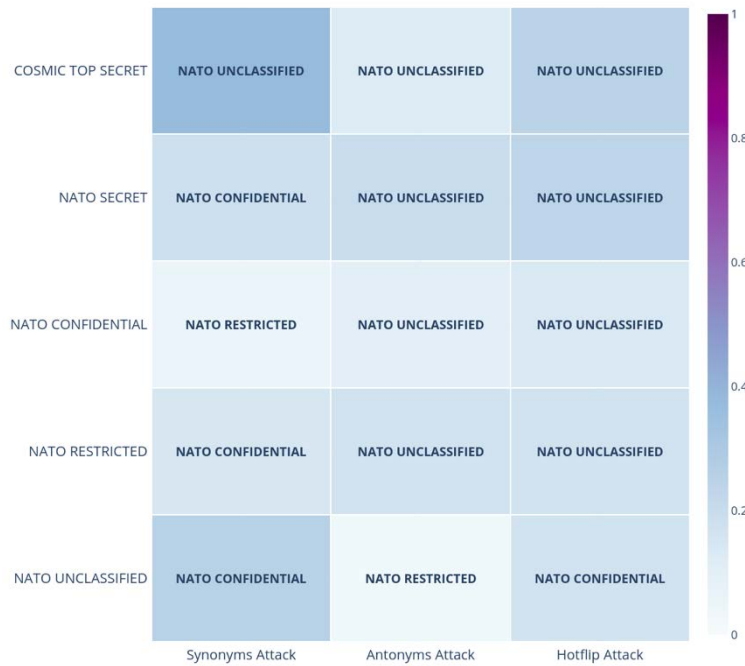 1
COSMIC TOP SECRET NATO UNCLASSIFIED NATO UNCLASSIFIED NATO UNCLASSIFIED
0.8
NATO SECRET NATO CONFIDENTIAL NATO UNCLASSIFIED NATO UNCLASSIFIED
0.6
NATO CONFIDENTIAL NATO RESTRICTED NATO UNCLASSIFIED NATO UNCLASSIFIED
0.4
NATO RESTRICTED NATO CONFIDENTIAL NATO UNCLASSIFIED NATO UNCLASSIFIED
0.2
NATO UNCLASSIFIED NATO CONFIDENTIAL NATO RESTRICTED NATO CONFIDENTIAL
0
Synonyms Attack Antonyms Attack Hotflip Attack